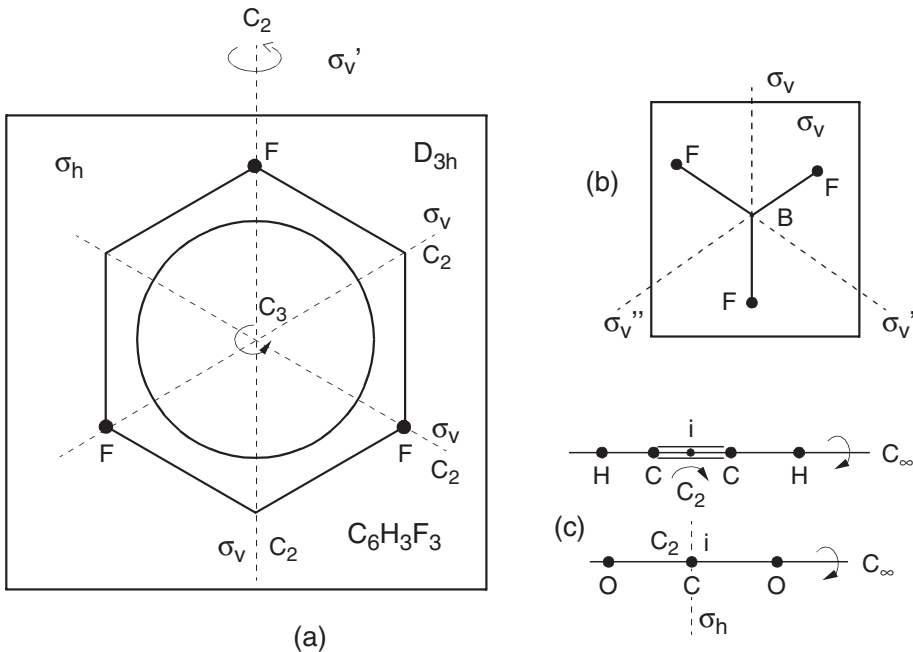 C₂
σᵥ’
σₕ
F
D₃ₕ
σᵥ
C₂
C₃
F
F
σᵥ
C₂
σᵥ
C₂
C₆H₃F₃
(a)
σᵥ
σᵥ
(b)
F
F
B
F
σᵥ’’
σᵥ’
i
H C C H
C∞
C₂
(c)
C₂ i
O C O
C∞
σₕ